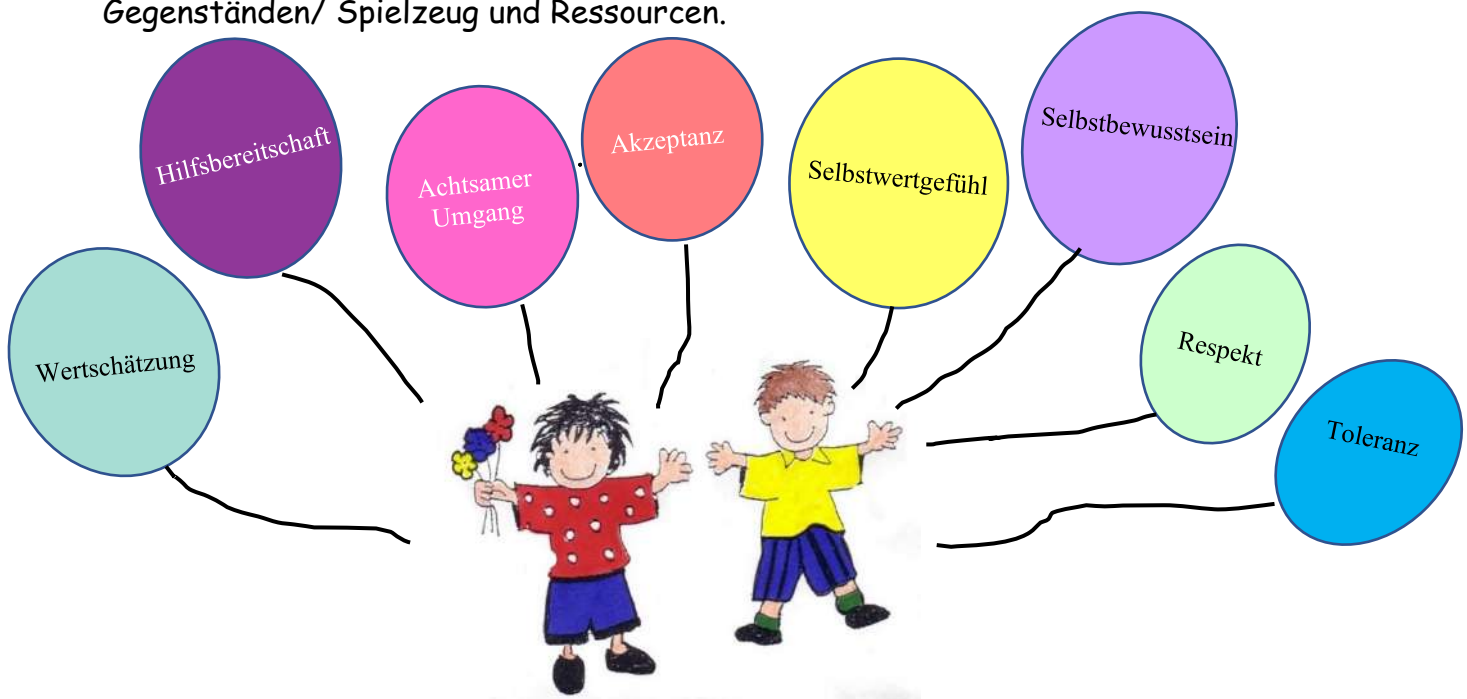 Gegenständen/ Spielzeug und Ressourcen.
Hilfsbereitschaft
Achtsamer
Umgang
Akzeptanz
Selbstwertgefühl
Selbstbewusstsein
Wertschätzung
Respekt
Toleranz